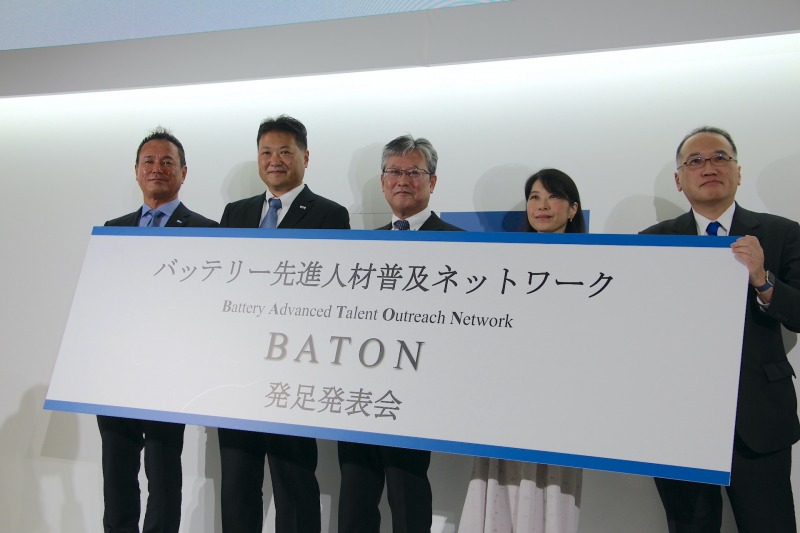 バッテリー先進人材普及ネットワーク
Battery Advanced Talent Outreach Network
BATON
発足発表会